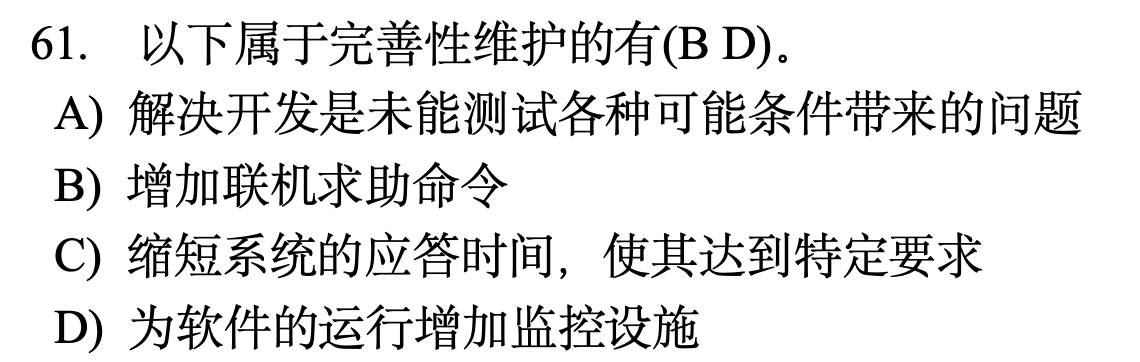 61. 以下属于完善性维护的有(B D)。
A) 解决开发是未能测试各种可能条件带来的问题
B) 增加联机求助命令
C) 缩短系统的应答时间，使其达到特定要求
D) 为软件的运行增加监控设施